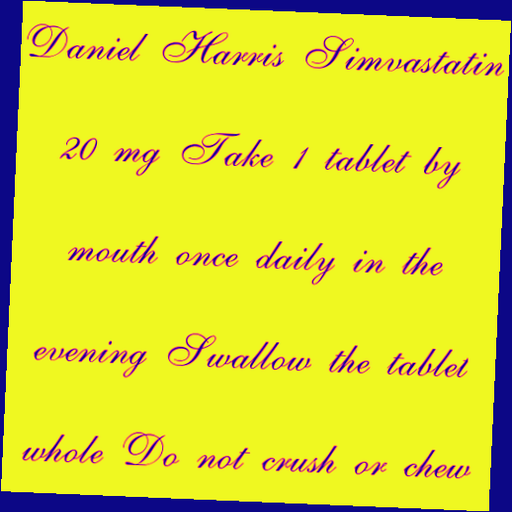 Daniel Harris Simvastatin
20 mg Take 1 tablet by
mouth once daily in the
evening Swallow the tablet
whole Do not crush or chew